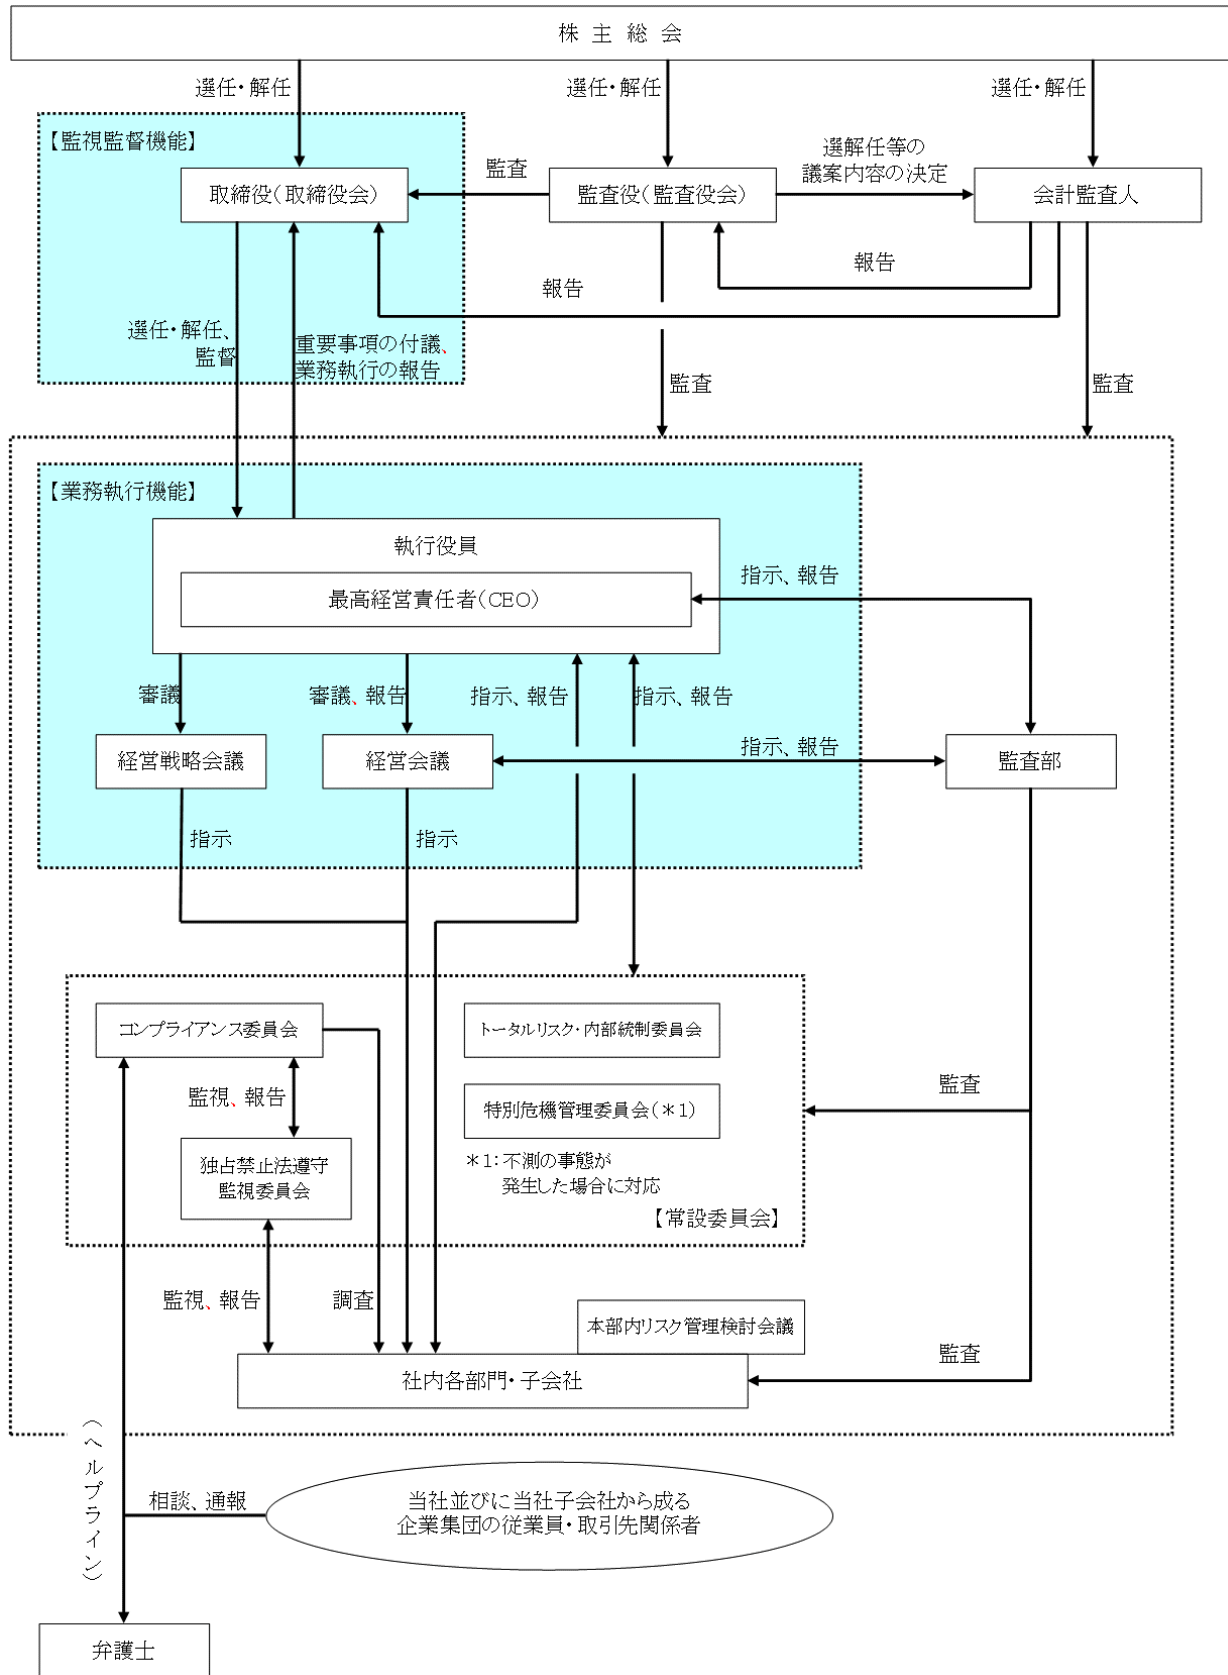 株 主 総 会
選任・解任
選任・解任
選任・解任
【監視監督機能】
取締役(取締役会)
監査
監査役(監査役会)
選解任等の
議案内容の決定
会計監査人
報告
報告
選任・解任、
監督
重要事項の付議、
業務執行の報告
監査
監査
【業務執行機能】
執行役員
最高経営責任者(CEO)
指示、報告
審議
審議、報告
指示、報告
指示、報告
経営戦略会議
経営会議
指示、報告
監査部
指示
指示
コンプライアンス委員会
トータルリスク・内部統制委員会
監視、報告
特別危機管理委員会(*1)
監査
独占禁止法遵守
監視委員会
*1:不測の事態が
発生した場合に対応
【常設委員会】
監視、報告
調査
本部内リスク管理検討会議
監査
社内各部門・子会社
(ヘルプライン)
相談、通報
当社並びに当社子会社から成る
企業集団の従業員・取引先関係者
弁護士